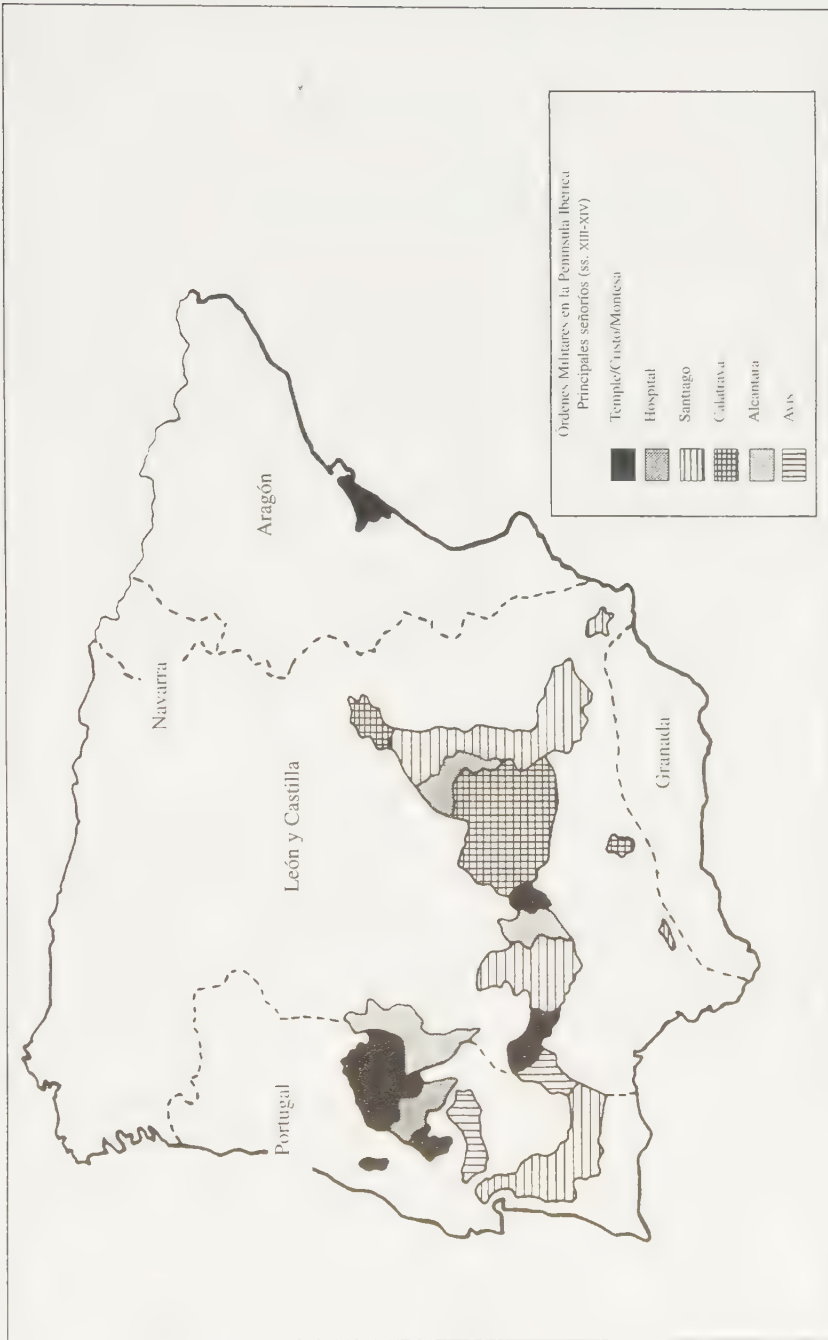 Navarra
Aragón
León y Castilla
Portugal
Granada
Órdenes Militares en la Península Ibérica
Principales señoríos (ss. XIII-XIV)
Temple/Cristo/Montesa
Hospital
Santiago
Calatrava
Alcantara
Avis